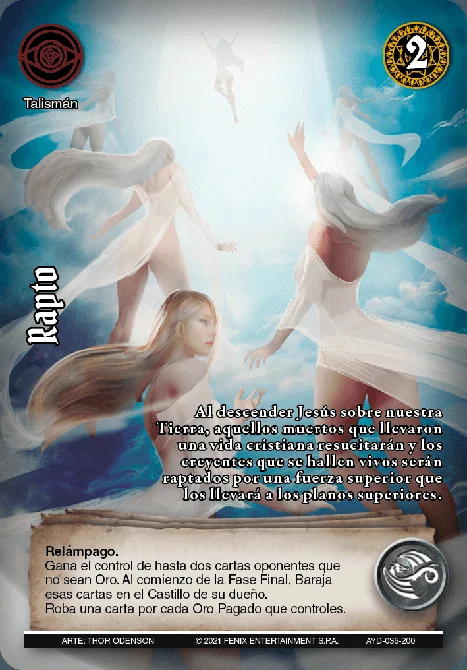 2
Talismán
Rapto
Al descender Jesús sobre nuestra
Tierra, aquellos muertos que llevaron
una vida cristiana resucitarán y los
creyentes que se hallen vivos serán
raptados por una fuerza superior que
los llevará a los planos superiores.
Relámpago.
Gana el control de hasta dos cartas oponentes que
no sean Oro. Al comienzo de la Fase Final, Baraja
esas cartas en el Castillo de su dueño.
Roba una carta por cada Oro Pagado que controles.
ARTE: THOR ODENSON © 2021 FENIX ENTERTAINMENT S.P.A. AYD-035-200